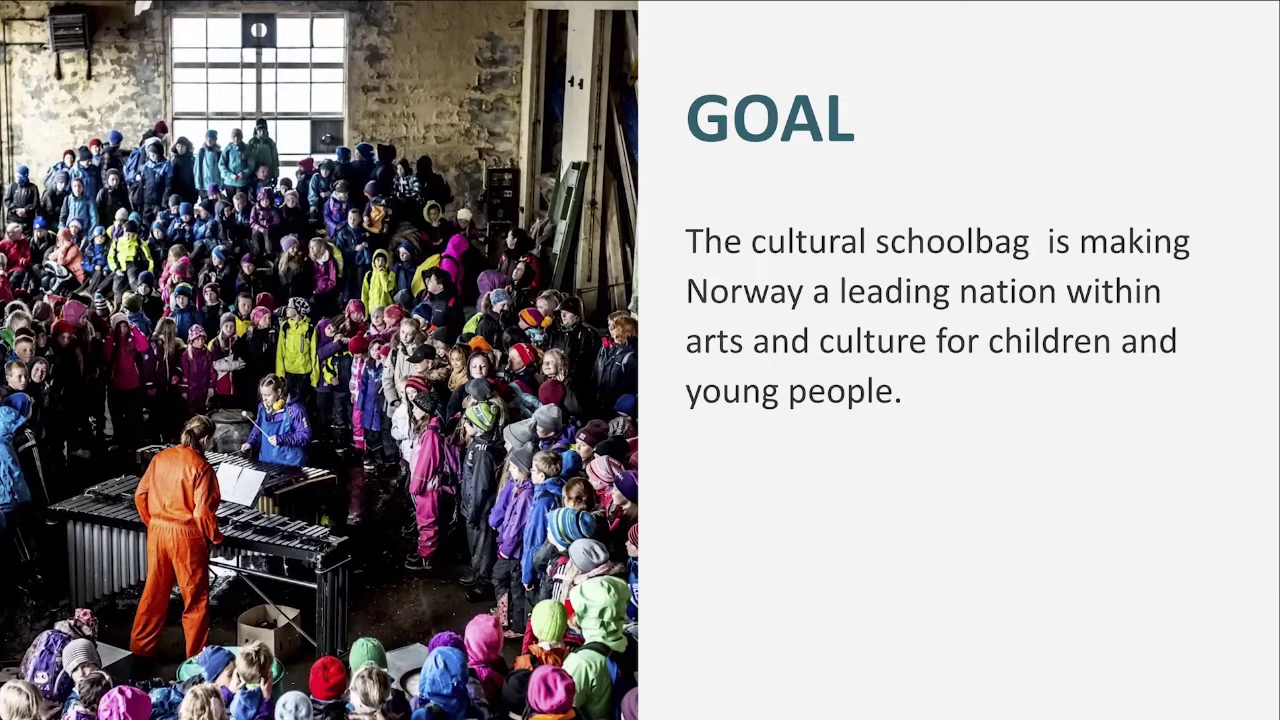 GOAL
The cultural schoolbag  is making
Norway a leading nation within
arts and culture for children and
young people.